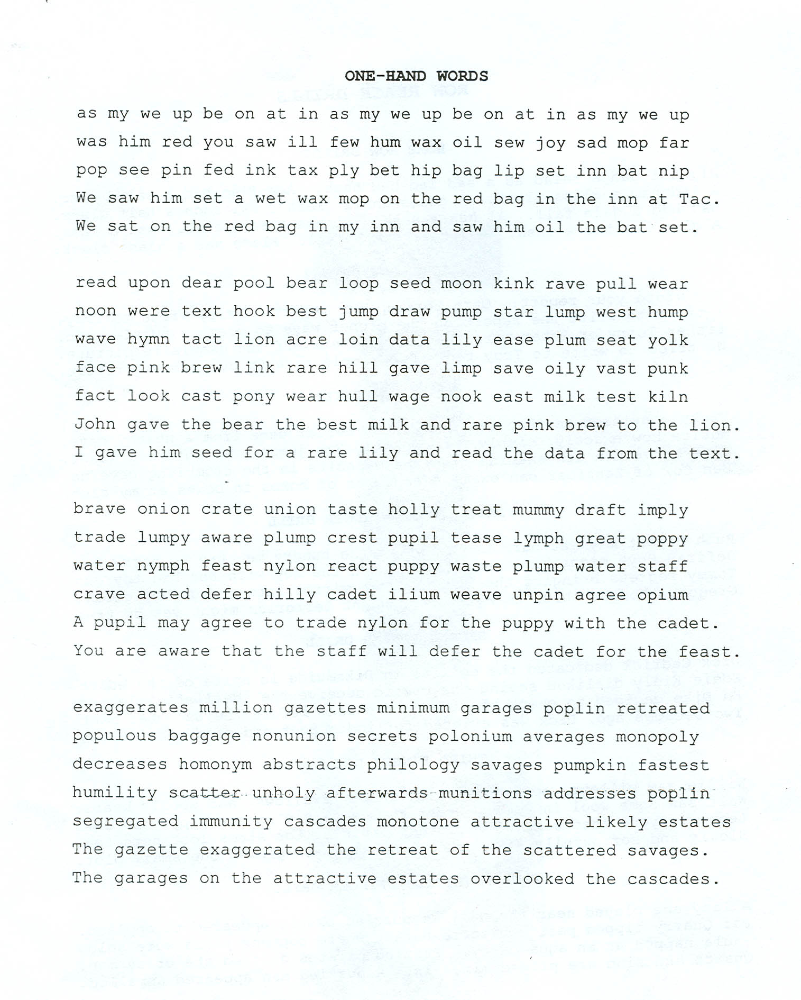 ONE-HAND WORDS
as my we up be on at in as my we up be on at in as my we up
was him red you saw ill few hum wax oil sew joy sad mop far
pop see pin fed ink tax ply bet hip bag lip set inn bat nip
We saw him set a wet wax mop on the red bag in the inn at Tac.
We sat on the red bag in my inn and saw him oil the bat set.
read upon dear pool bear loop seed moon kink rave pull wear
noon were text hook best jump draw pump star lump west hump
wave hymn tact lion acre loin data lily ease plum seat yolk
face pink brew link rare hill gave limp save oily vast punk
fact look cast pony wear hull wage nook east milk test kiln
John gave the bear the best milk and rare pink brew to the lion.
I gave him seed for a rare lily and read the data from the text.
brave onion crate union taste holly treat mummy draft imply
trade lumpy aware plump crest pupil tease lymph great poppy
water nymph feast nylon react puppy waste plump water staff
crave acted defer hilly cadet ilium weave unpin agree opium
A pupil may agree to trade nylon for the puppy with the cadet.
You are aware that the staff will defer the cadet for the feast.
exaggerates million gazettes minimum garages poplin retreated
populous baggage nonunion secrets polonium averages monopoly
decreases homonym abstracts philology savages pumpkin fastest
humility scatter unholy afterwards munitions addresses poplin
segregated immunity cascades monotone attractive likely estates
The gazette exaggerated the retreat of the scattered savages.
The garages on the attractive estates overlooked the cascades.